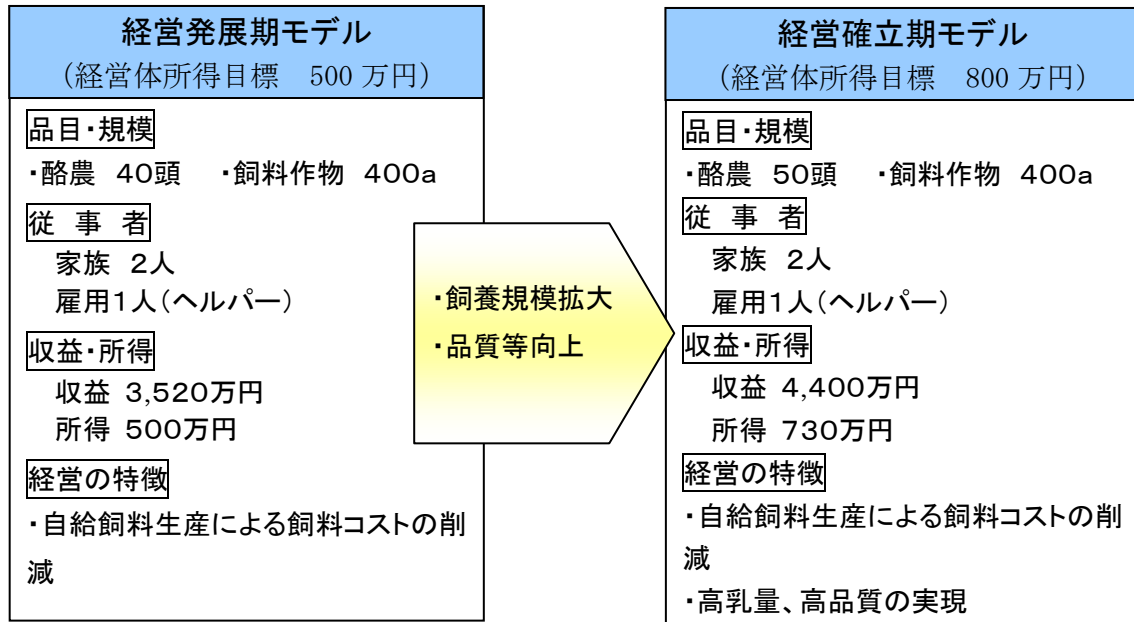 経営発展期モデル
（経営体所得目標　500 万円）
品目・規模
・酪農　４０頭　・飼料作物　４００a
従　事　者
家族　２人
雇用１人（ヘルパー）
収益・所得
収益 3,520万円
所得 ５００万円
経営の特徴
・自給飼料生産による飼料コストの削
減
・飼養規模拡大
・品質等向上
経営確立期モデル
（経営体所得目標　800 万円）
品目・規模
・酪農　５０頭　・飼料作物　４００a
従　事　者
家族　２人
雇用１人（ヘルパー）
収益・所得
収益 4,400万円
所得 ７３０万円
経営の特徴
・自給飼料生産による飼料コストの削
減
・高乳量、高品質の実現